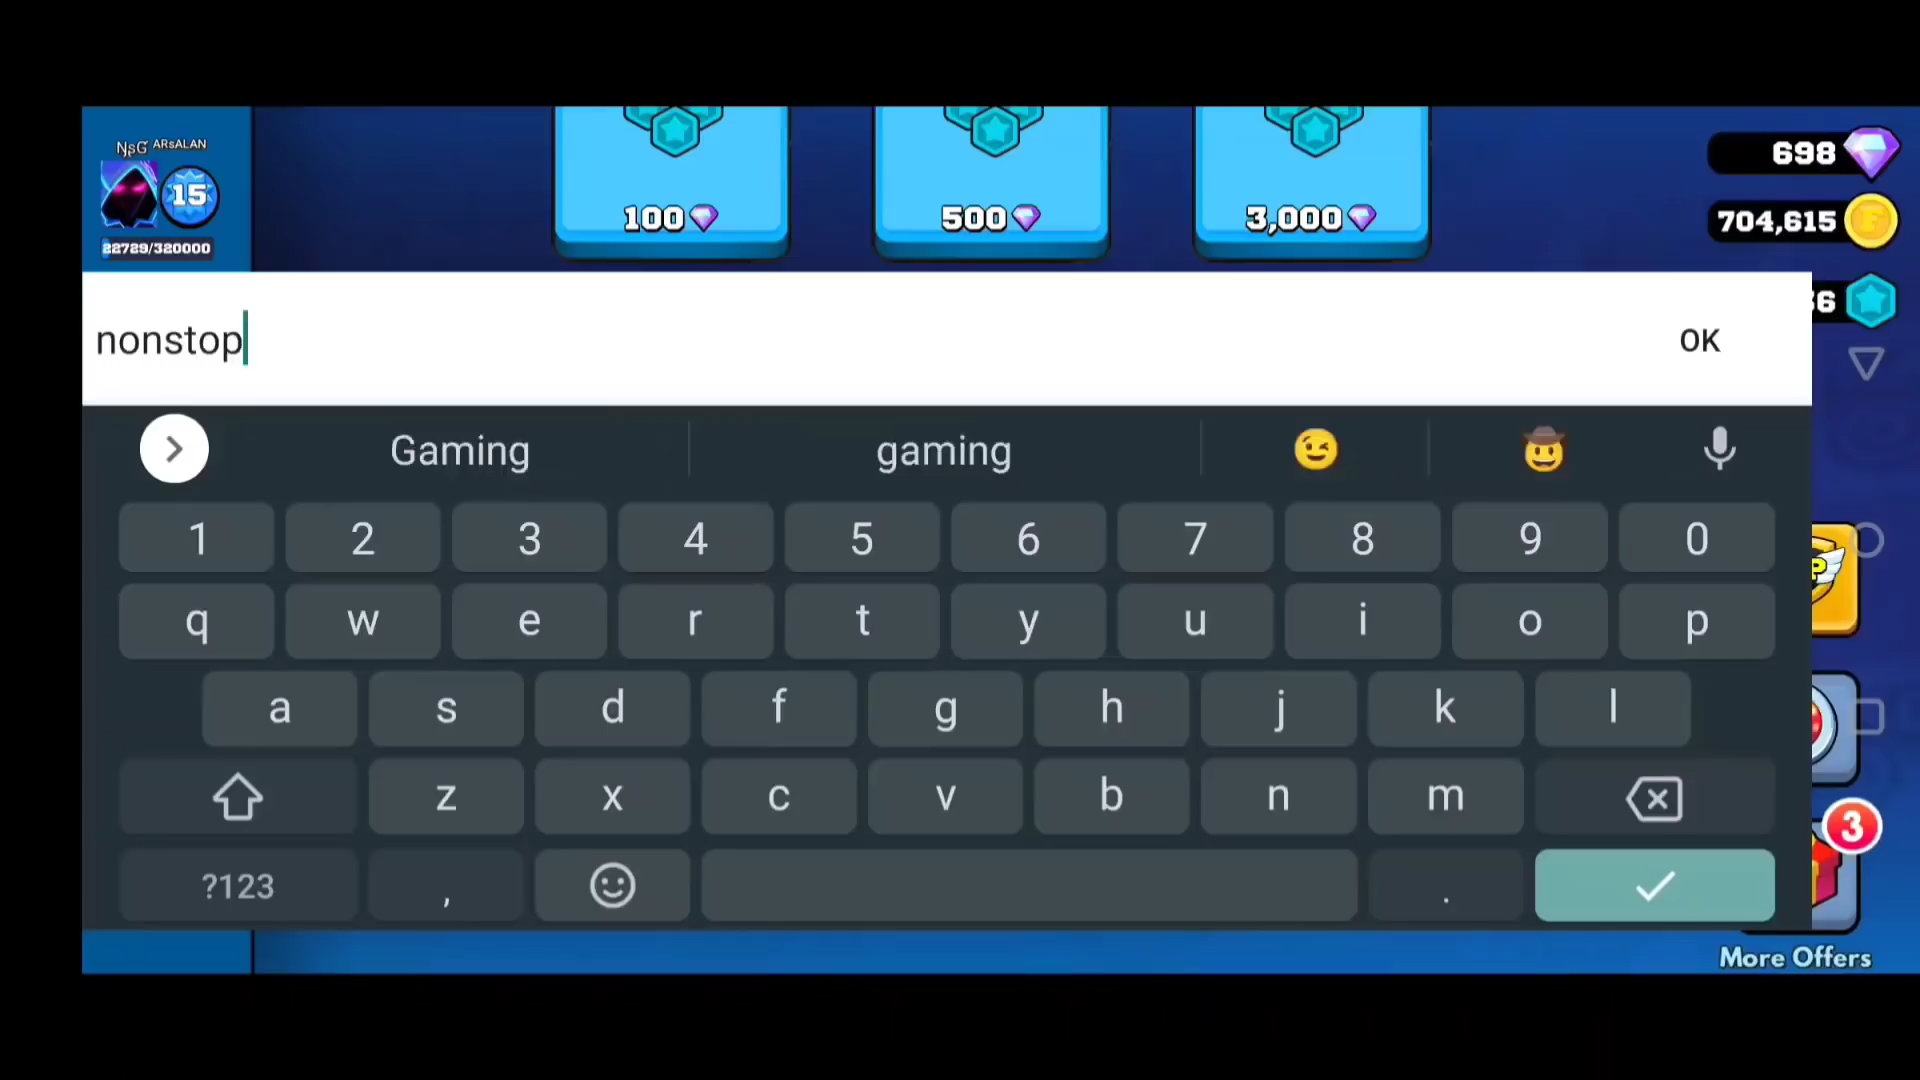 NsG ARsALAN
15
22729/320000
100
500
3,000
698
704,615
6
nonstop
OK
Gaming
gaming
1 2 3 4 5 6 7 8 9 0
q w e r t y u i o p
a s d f g h j k l
z x c v b n m
?123 , .
P
3
More Offers